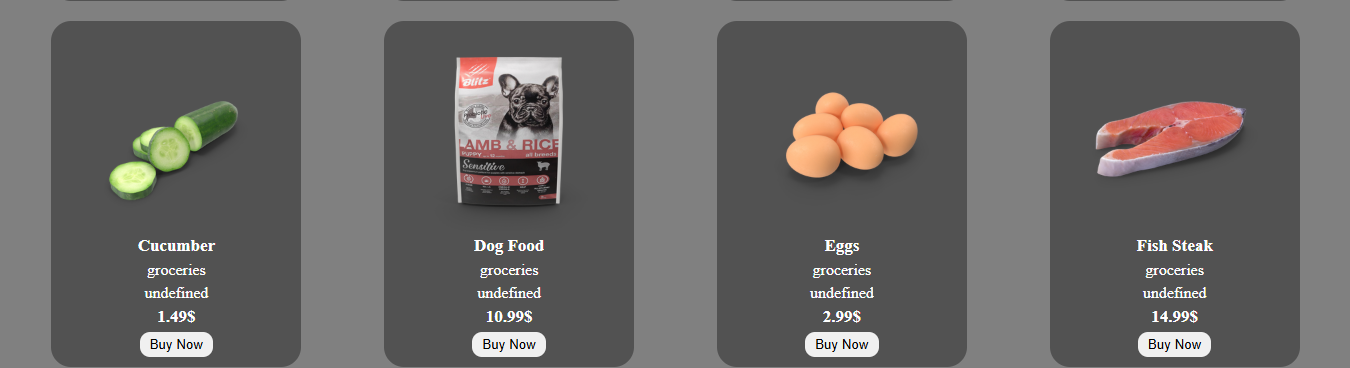 Blitz
LAMB & RICE
PUPPY
all breeds
Sensitive
Cucumber
groceries
undefined
1.49$
Buy Now
Dog Food
groceries
undefined
10.99$
Buy Now
Eggs
groceries
undefined
2.99$
Buy Now
Fish Steak
groceries
undefined
14.99$
Buy Now